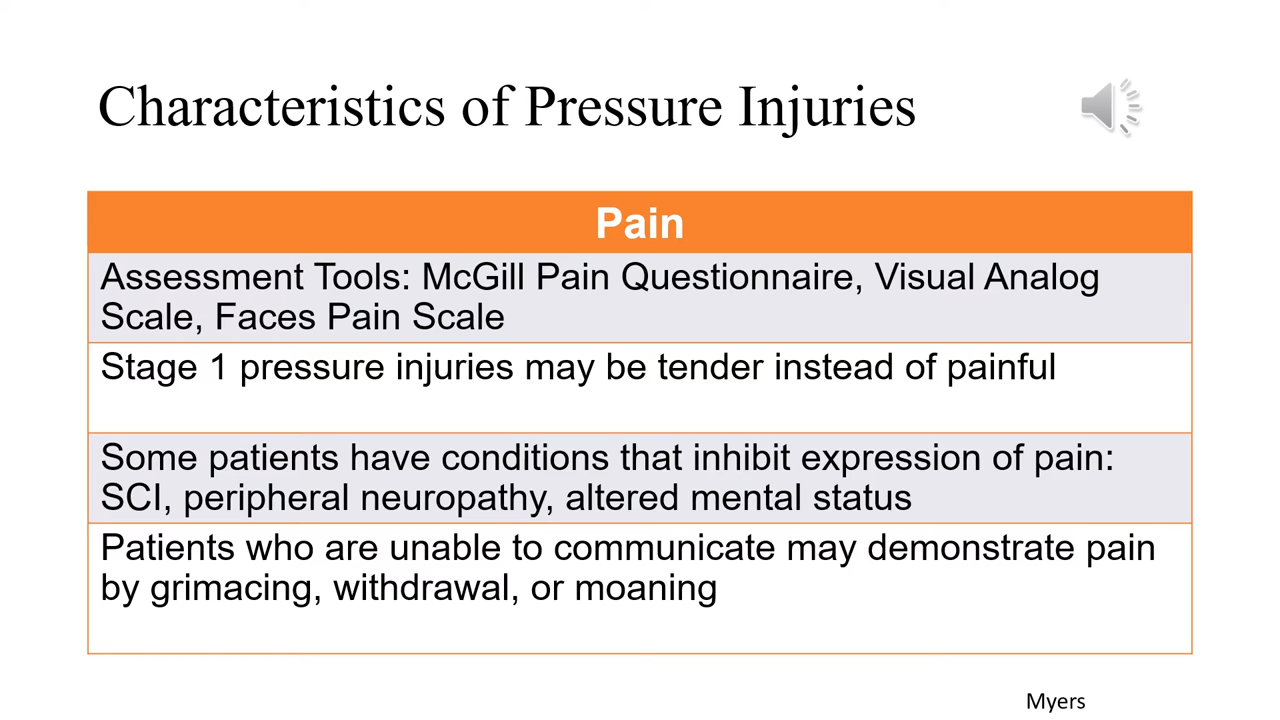 Characteristics of Pressure Injuries
Pain
Assessment Tools: McGill Pain Questionnaire, Visual Analog
Scale, Faces Pain Scale
Stage 1 pressure injuries may be tender instead of painful
Some patients have conditions that inhibit expression of pain:
SCI, peripheral neuropathy, altered mental status
Patients who are unable to communicate may demonstrate pain
by grimacing, withdrawal, or moaning
Myers